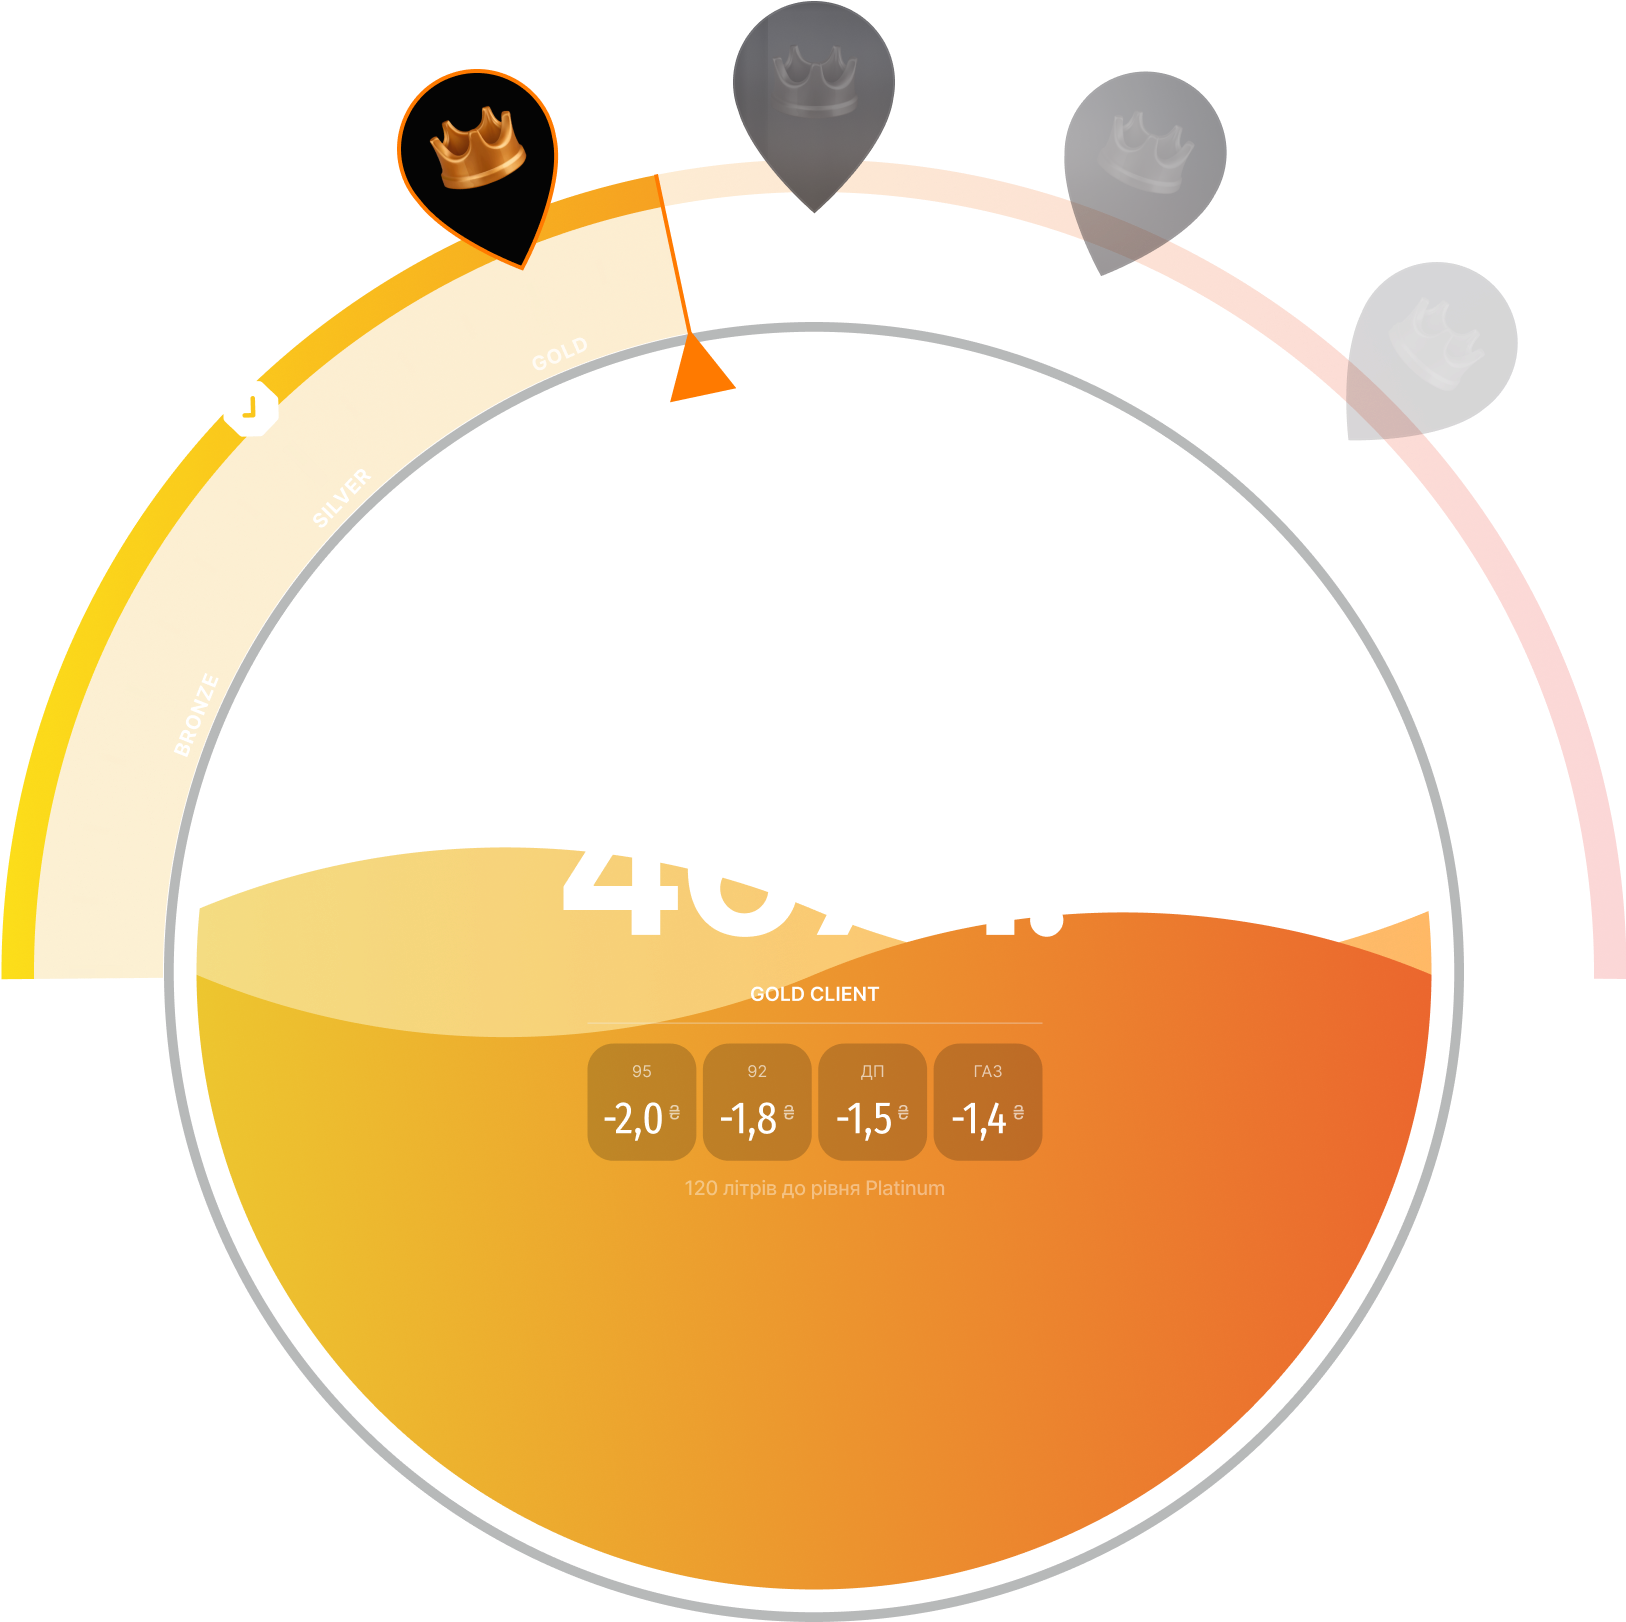 GOLD
SILVER
BRONZE
GOLD CLIENT
95 92 ДП ГАЗ
-2,0 ₴ -1,8 ₴ -1,5 ₴ -1,4 ₴
120 літрів до рівня Platinum